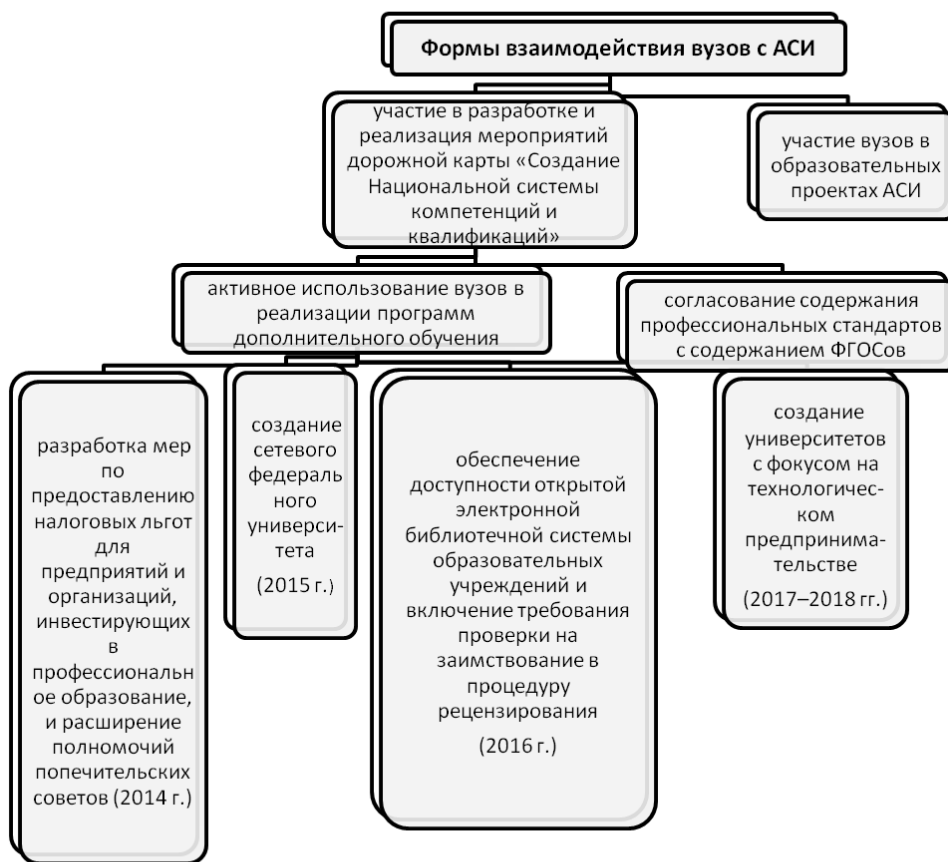 Формы взаимодействия вузов с АСИ
участие в разработке и
реализация мероприятий
дорожной карты «Создание
Национальной системы
компетенций и
квалификаций»
участие вузов в
образовательных
проектах АСИ
активное использование вузов в
реализации программ
дополнительного обучения
согласование содержания
профессиональных стандартов
с содержанием ФГОСов
разработка мер
по
предоставлению
налоговых льгот
для
предприятий и
организаций,
инвестирующих
в
профессиональн
ое образование,
и расширение
полномочий
попечительских
советов (2014 г.)
создание
сетевого
федераль
ного
универси-
тета
(2015 г.)
обеспечение
доступности открытой
электронной
библиотечной системы
образовательных
учреждений и
включение требования
проверки на
заимствование в
процедуру
рецензирования
(2016 г.)
создание
университетов
с фокусом на
технологичес-
ком
предпринима-
тельстве
(2017–2018 гг.)